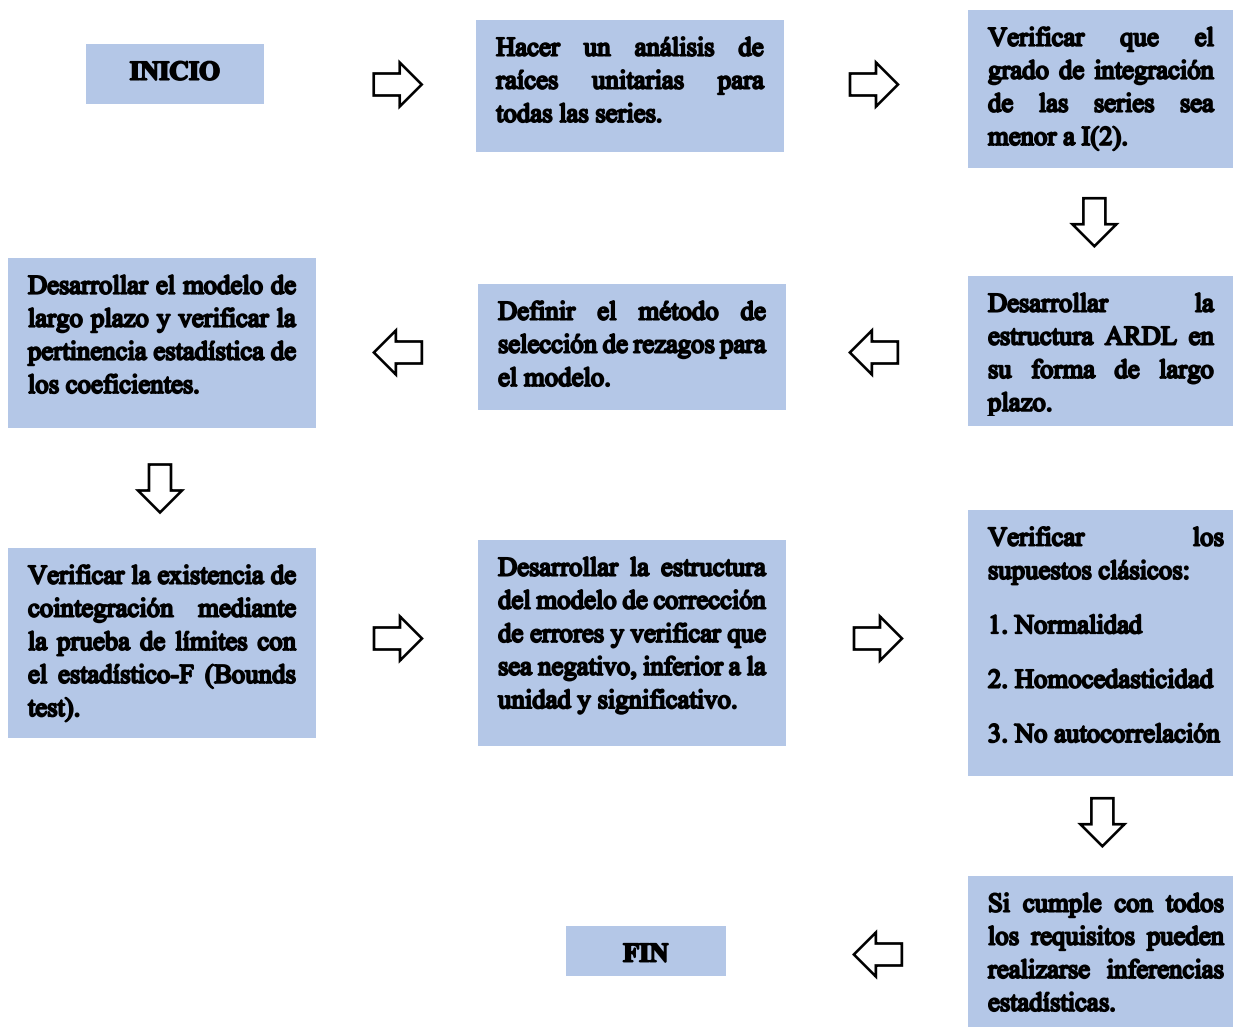 INICIO
Hacer un análisis de
raíces unitarias para
todas las series.
Verificar que el
grado de integración
de las series sea
menor a I(2).
Desarrollar la
estructura ARDL en
su forma de largo
plazo.
Definir el método de
selección de rezagos para
el modelo.
Desarrollar el modelo de
largo plazo y verificar la
pertinencia estadística de
los coeficientes.
Verificar la existencia de
cointegración mediante
la prueba de límites con
el estadístico-F (Bounds
test).
Desarrollar la estructura
del modelo de corrección
de errores y verificar que
sea negativo, inferior a la
unidad y significativo.
Verificar los
supuestos clásicos:
1. Normalidad
2. Homocedasticidad
3. No autocorrelación
Si cumple con todos
los requisitos pueden
realizarse inferencias
estadísticas.
FIN